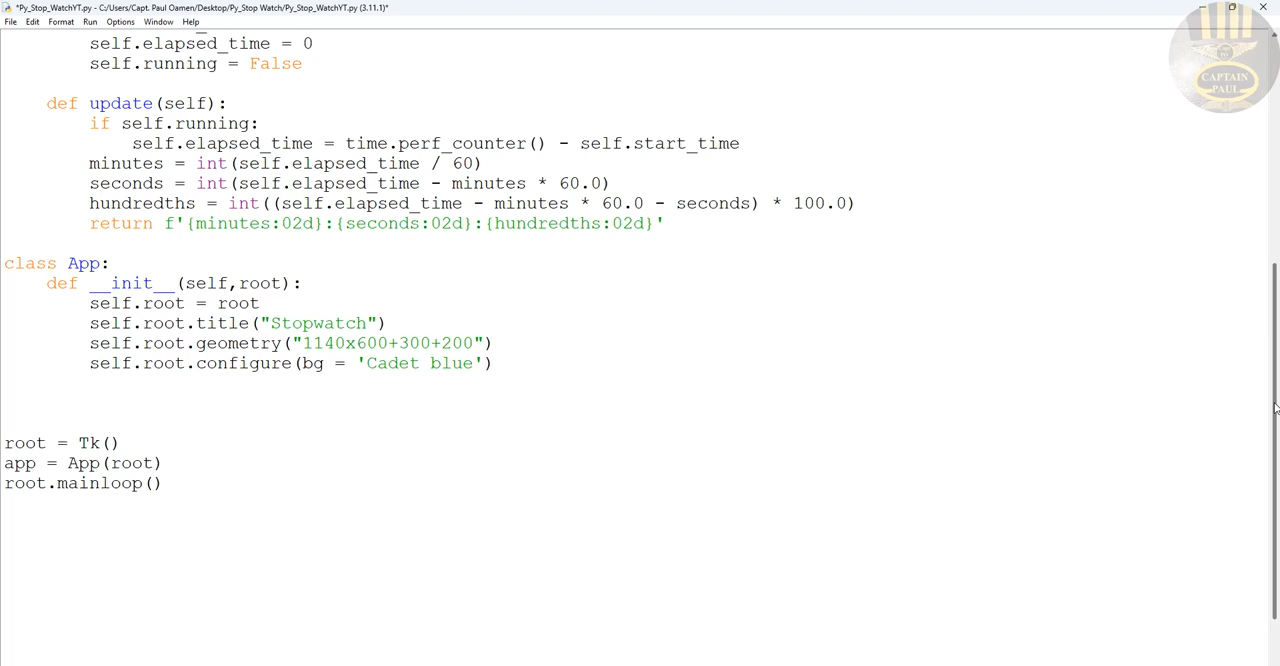 *Py_Stop_WatchYT.py - C:/Users/Capt. Paul Oamen/Desktop/Py_Stop Watch/Py_Stop_WatchYT.py (3.11.1)*
File Edit Format Run Options Window Help
        self.elapsed_time = 0
        self.running = False

    def update(self):
        if self.running:
            self.elapsed_time = time.perf_counter() - self.start_time
        minutes = int(self.elapsed_time / 60)
        seconds = int(self.elapsed_time - minutes * 60.0)
        hundredths = int((self.elapsed_time - minutes * 60.0 - seconds) * 100.0)
        return f'{minutes:02d}:{seconds:02d}:{hundredths:02d}'

class App:
    def __init__(self,root):
        self.root = root
        self.root.title("Stopwatch")
        self.root.geometry("1140x600+300+200")
        self.root.configure(bg = 'Cadet blue')

root = Tk()
app = App(root)
root.mainloop()
CAPTAIN
PAUL